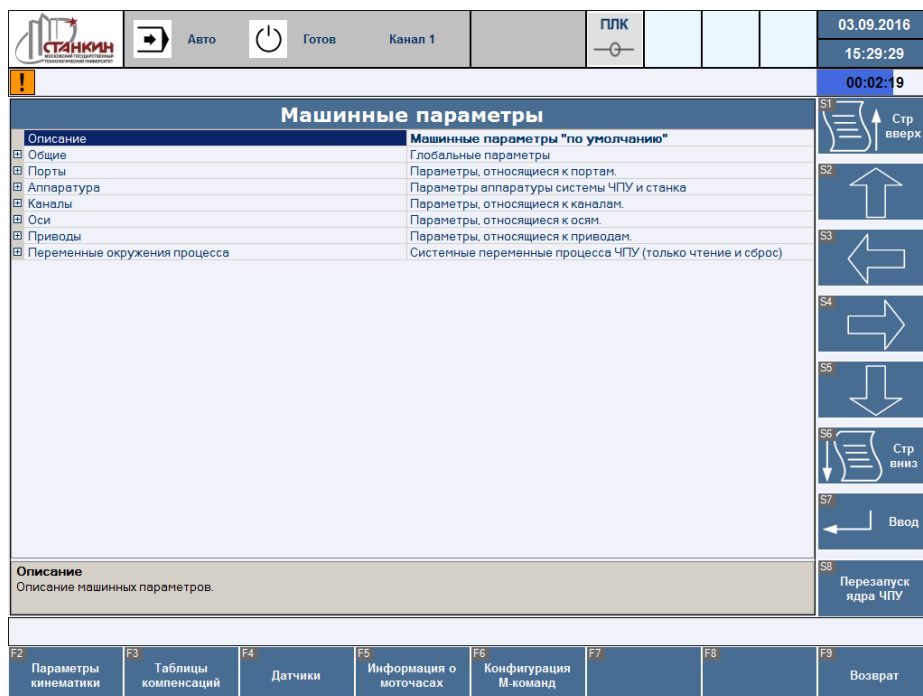 СТАНКИН
МОСКОВСКИЙ ГОСУДАРСТВЕННЫЙ
ТЕХНОЛОГИЧЕСКИЙ УНИВЕРСИТЕТ
Авто
Готов
Канал 1
ПЛК
03.09.2016
15:29:29
!
00:02:19
Машинные параметры
Описание Машинные параметры "по умолчанию"
Общие Глобальные параметры
Порты Параметры, относящиеся к портам.
Аппаратура Параметры аппаратуры системы ЧПУ и станка
Каналы Параметры, относящиеся к каналам.
Оси Параметры, относящиеся к осям.
Приводы Параметры, относящиеся к приводам.
Переменные окружения процесса Системные переменные процесса ЧПУ (только чтение и сброс)
S1
Стр
вверх
S2
S3
S4
S5
S6
Стр
вниз
S7
Ввод
S8
Перезапуск
ядра ЧПУ
Описание
Описание машинных параметров.
F2
Параметры
кинематики
F3
Таблицы
компенсаций
F4
Датчики
F5
Информация о
моточасах
F6
Конфигурация
М-команд
F7
F8
F9
Возврат